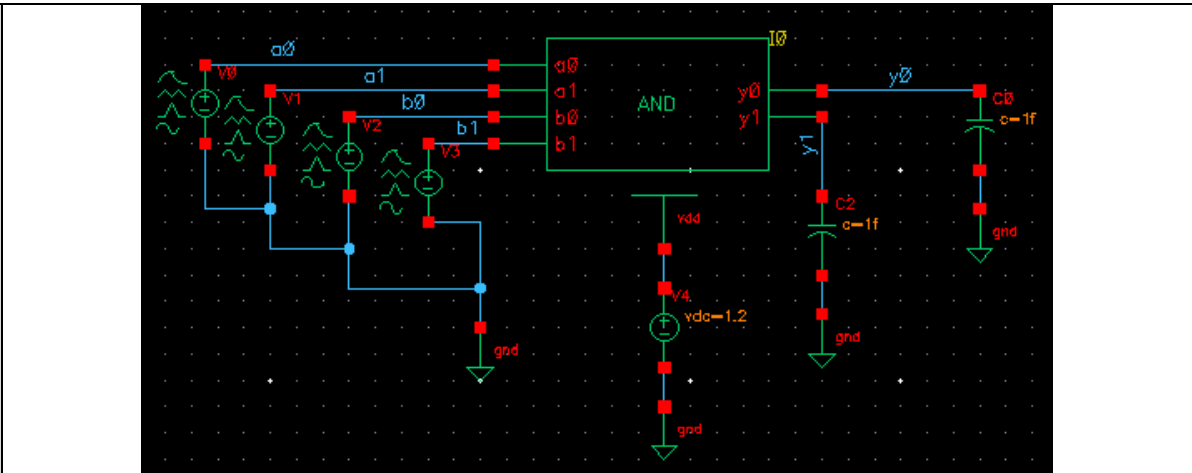 a0
V0
a1
V1
b0
V2
b1
V3
I0
a0
a1
b0
b1
AND
y0
y1
y0
C0
c=1f
gnd
y1
C2
c=1f
gnd
vdd
V4
vdc=1.2
gnd
gnd